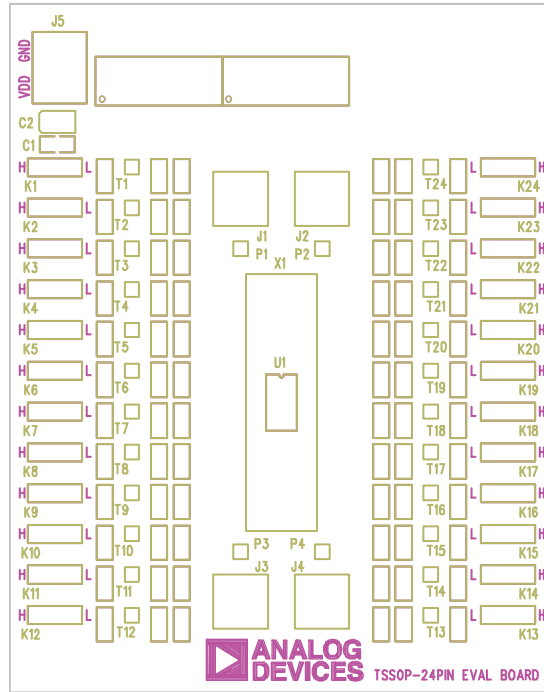 J5
GND
VDD
C2
C1
H L L H
K1 T1 T24 K24
H L L H
K2 T2 J1 J2 T23 K23
H L P1 P2 L H
K3 T3 X1 T22 K22
H L L H
K4 T4 T21 K21
H L L H
K5 T5 T20 K20
H L U1 L H
K6 T6 T19 K19
H L L H
K7 T7 T18 K18
H L L H
K8 T8 T17 K17
H L L H
K9 T9 T16 K16
H L P3 P4 L H
K10 T10 T15 K15
H L J3 J4 L H
K11 T11 T14 K14
H L L H
K12 T12 T13 K13
ANALOG
DEVICES
TSSOP-24PIN EVAL BOARD